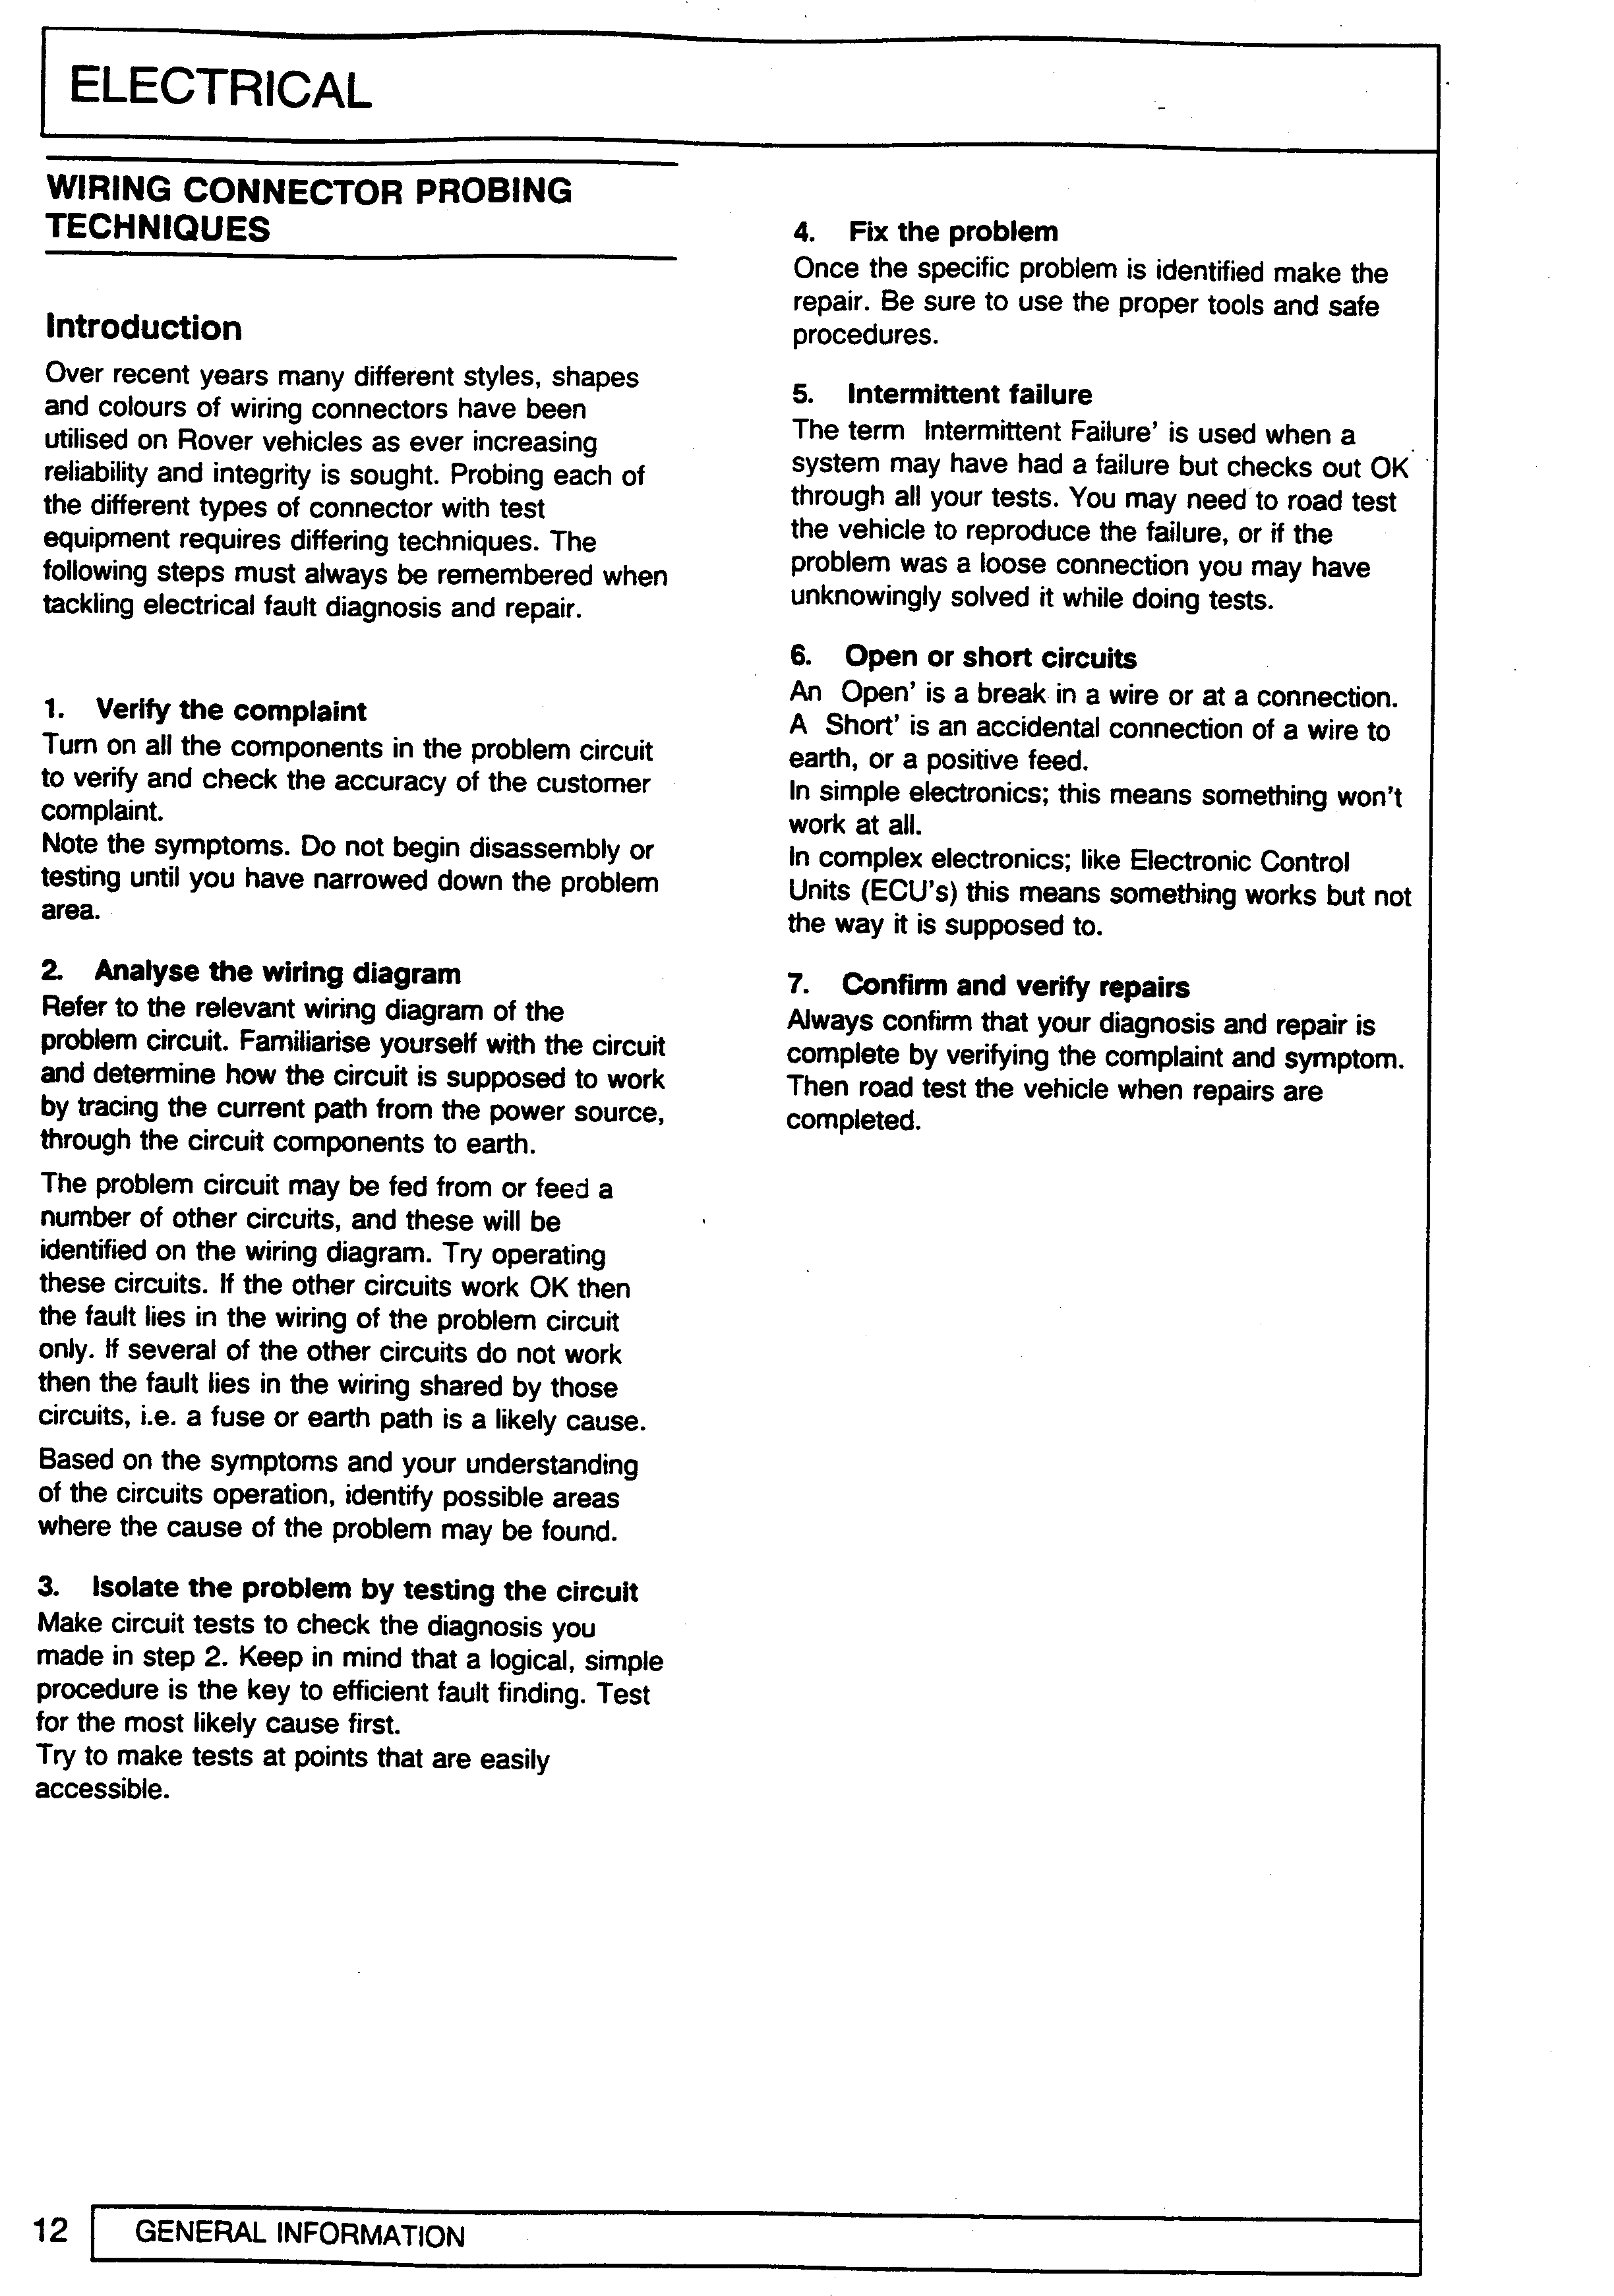 ELECTRICAL
WIRING CONNECTOR PROBING
TECHNIQUES
Introduction
Over recent years many different styles, shapes
and colours of wiring connectors have been
utilised on Rover vehicles as ever increasing
reliability and integrity is sought. Probing each of
the different types of connector with test
equipment requires differing techniques. The
following steps must always be remembered when
tackling electrical fault diagnosis and repair.
1. Verify the complaint
Turn on all the components in the problem circuit
to verify and check the accuracy of the customer
complaint.
Note the symptoms. Do not begin disassembly or
testing until you have narrowed down the problem
area.
2. Analyse the wiring diagram
Refer to the relevant wiring diagram of the
problem circuit. Familiarise yourself with the circuit
and determine how the circuit is supposed to work
by tracing the current path from the power source,
through the circuit components to earth.
The problem circuit may be fed from or feed a
number of other circuits, and these will be
identified on the wiring diagram. Try operating
these circuits. If the other circuits work OK then
the fault lies in the wiring of the problem circuit
only. If several of the other circuits do not work
then the fault lies in the wiring shared by those
circuits, i.e. a fuse or earth path is a likely cause.
Based on the symptoms and your understanding
of the circuits operation, identify possible areas
where the cause of the problem may be found.
3. Isolate the problem by testing the circuit
Make circuit tests to check the diagnosis you
made in step 2. Keep in mind that a logical, simple
procedure is the key to efficient fault finding. Test
for the most likely cause first.
Try to make tests at points that are easily
accessible.
4. Fix the problem
Once the specific problem is identified make the
repair. Be sure to use the proper tools and safe
procedures.
5. Intermittent failure
The term Intermittent Failure' is used when a
system may have had a failure but checks out OK
through all your tests. You may need to road test
the vehicle to reproduce the failure, or if the
problem was a loose connection you may have
unknowingly solved it while doing tests.
6. Open or short circuits
An Open' is a break in a wire or at a connection.
A Short' is an accidental connection of a wire to
earth, or a positive feed.
In simple electronics; this means something won't
work at all.
In complex electronics; like Electronic Control
Units (ECU's) this means something works but not
the way it is supposed to.
7. Confirm and verify repairs
Always confirm that your diagnosis and repair is
complete by verifying the complaint and symptom.
Then road test the vehicle when repairs are
completed.
12 GENERAL INFORMATION